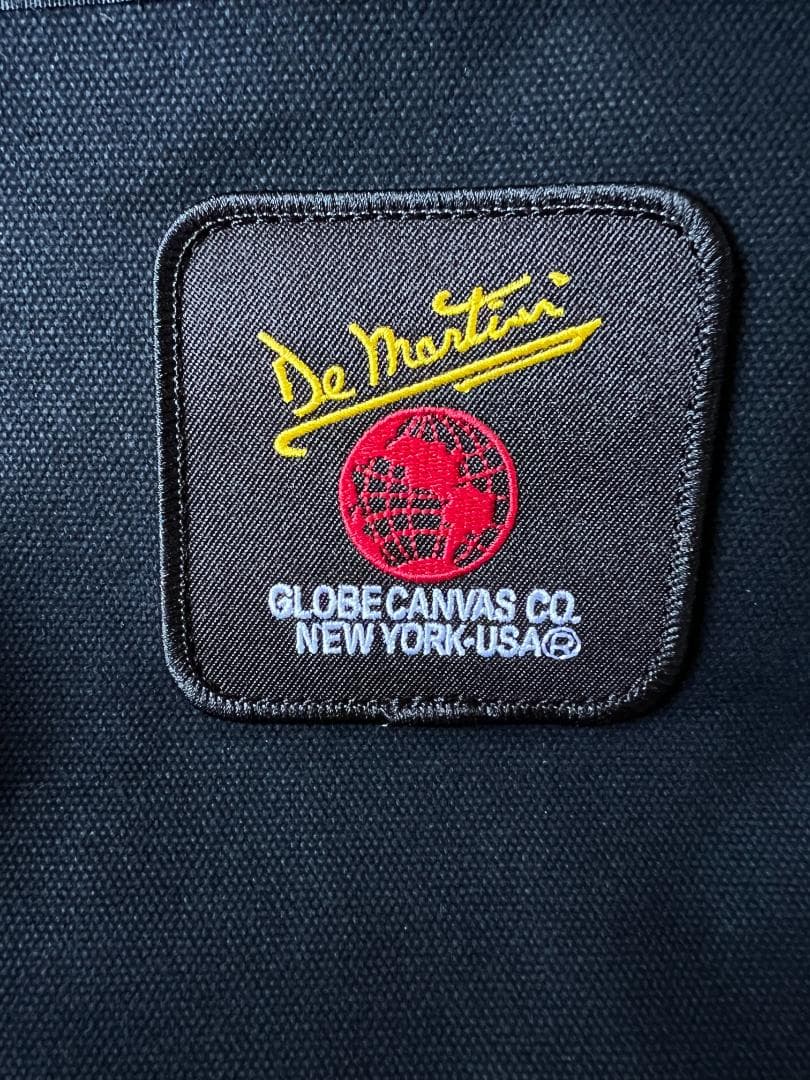 De Martini
GLOBE CANVAS CO.
NEW YORK-USA®